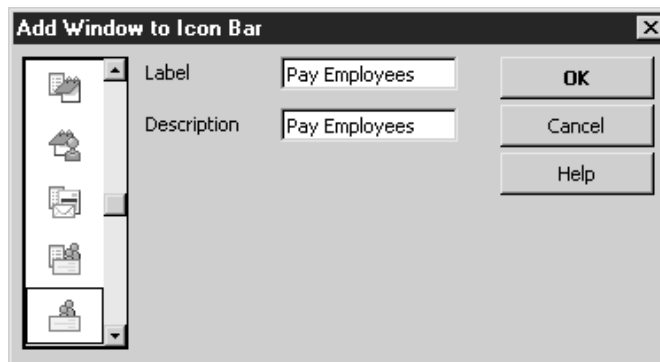 Add Window to Icon Bar
Label Pay Employees OK
Description Pay Employees Cancel
Help